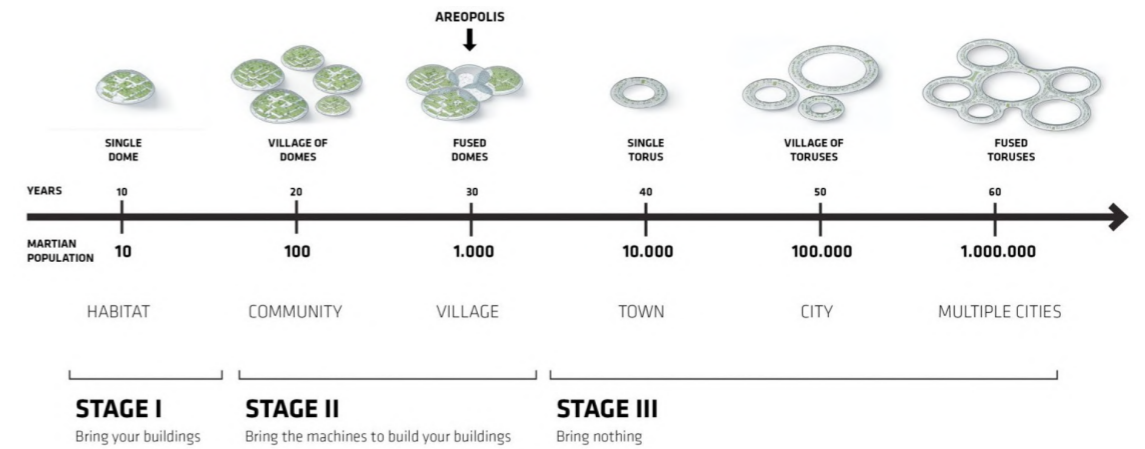 AREOPOLIS
SINGLE
DOME
VILLAGE OF
DOMES
FUSED
DOMES
SINGLE
TORUS
VILLAGE OF
TORUSES
FUSED
TORUSES
YEARS 10 20 30 40 50 60
MARTIAN
POPULATION 10 100 1.000 10.000 100.000 1.000.000
HABITAT COMMUNITY VILLAGE TOWN CITY MULTIPLE CITIES
STAGE I
Bring your buildings
STAGE II
Bring the machines to build your buildings
STAGE III
Bring nothing